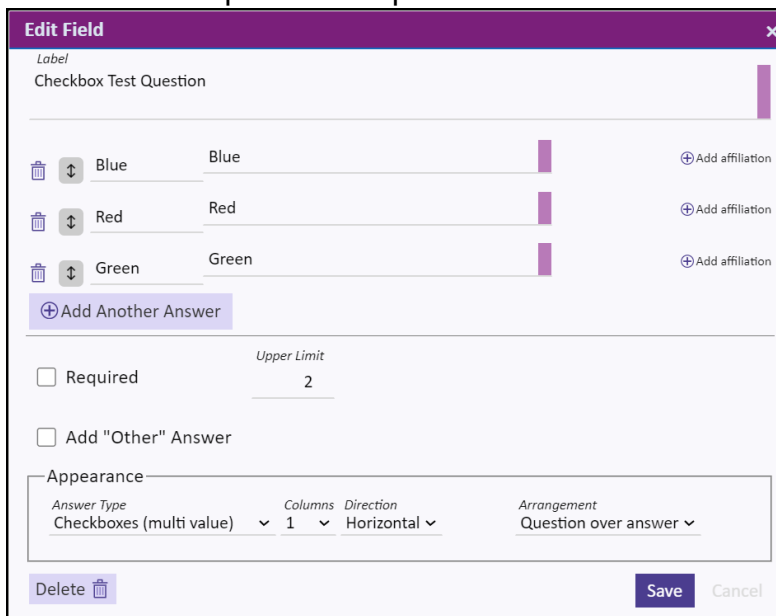 Edit Field ×
Label
Checkbox Test Question
Blue Blue Add affiliation
Red Red Add affiliation
Green Green Add affiliation
Add Another Answer
Upper Limit
Required 2
Add "Other" Answer
Appearance
Answer Type Columns Direction Arrangement
Checkboxes (multi value) 1 Horizontal Question over answer
Delete Save Cancel